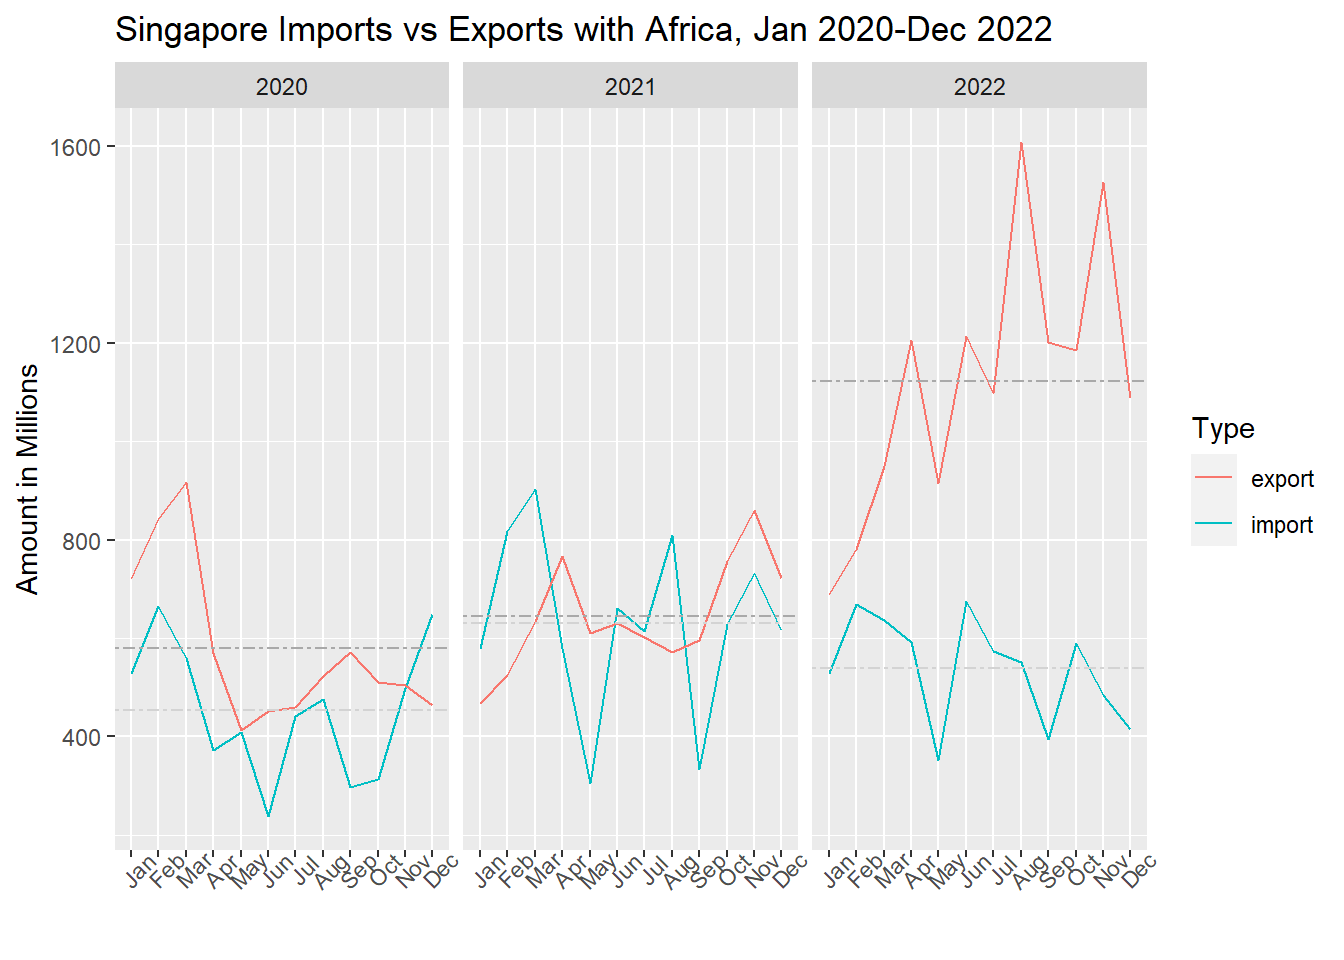 Singapore Imports vs Exports with Africa, Jan 2020-Dec 2022
2020 2021 2022
Amount in Millions
1600
1200
800
400
Jan Feb Mar Apr May Jun Jul Aug Sep Oct Nov Dec Jan Feb Mar Apr May Jun Jul Aug Sep Oct Nov Dec Jan Feb Mar Apr May Jun Jul Aug Sep Oct Nov Dec
Type
export
import